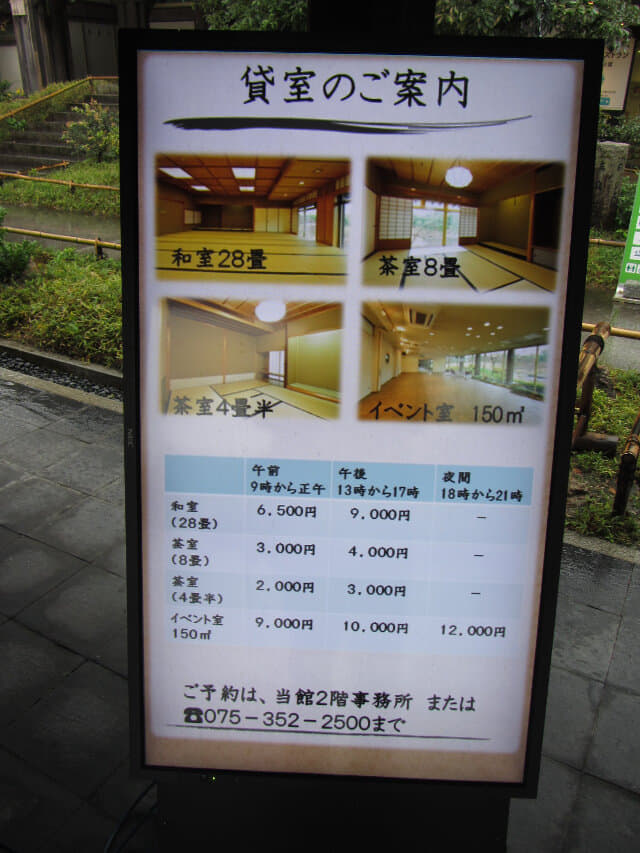 貸室のご案内
和室28畳
茶室8畳
茶室4畳半
イベント室 150㎡
午前 午後 夜間
9時から正午 13時から17時 18時から21時
和室
(28畳) 6.500円 9.000円 －
茶室
(8畳) 3.000円 4.000円 －
茶室
(4畳半) 2.000円 3.000円 －
イベント室
150㎡ 9.000円 10.000円 12.000円
ご予約は、当館2階事務所 または
☎075－352－2500まで
NEC